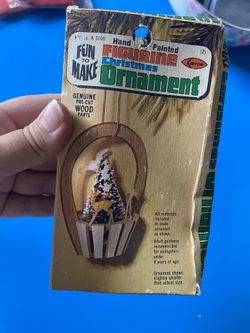 FUN
TO
MAKE
Hand Painted
FIGURINE
Christmas
Ornament
GENUINE
PRE-CUT
WOOD
PARTS
All materials
included
to make
ornament
as shown.
Adult guidance
recommended
for youngsters
under
8 years of age.
Ornament shown
slightly smaller
than actual size.